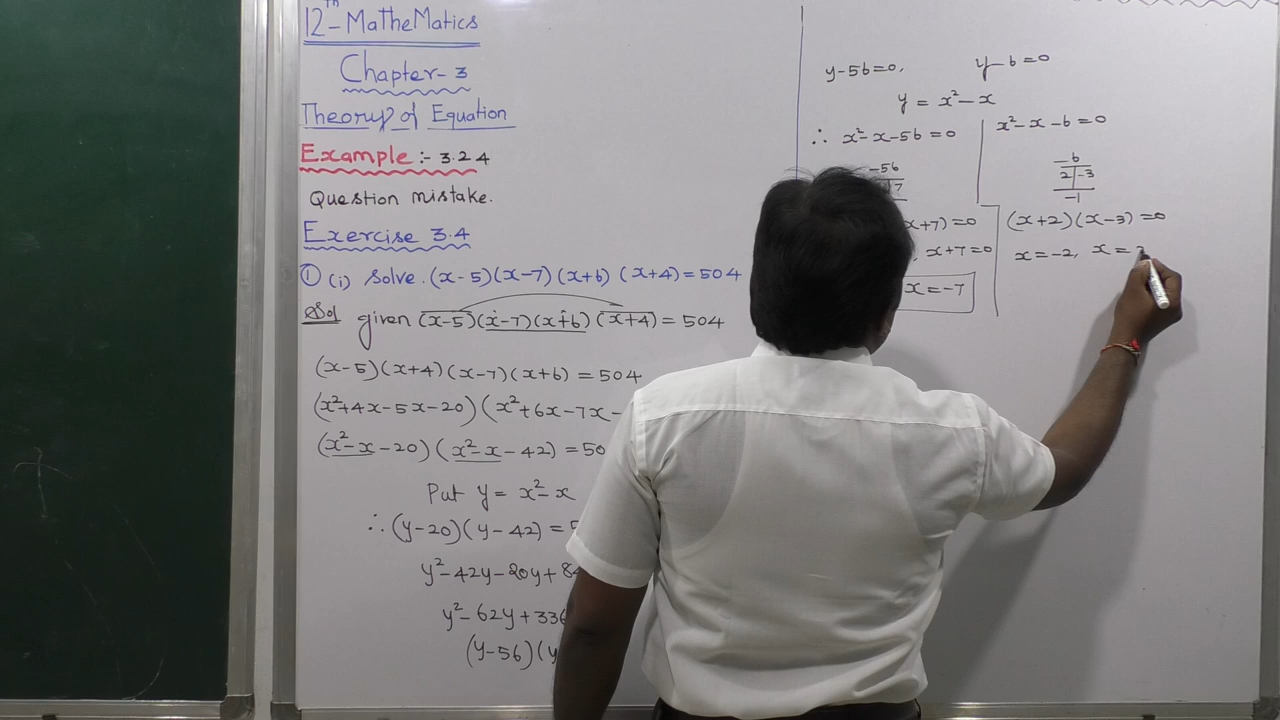 12th-MatheMatics
Chapter-3
Theory of Equation
Example :- 3.24
Question mistake.
Exercise 3.4
① (i) Solve. (x-5)(x-7)(x+6)(x+4)=504
Sol given (x-5)(x-7)(x+6)(x+4)=504
(x-5)(x+4)(x-7)(x+6)=504
(x²+4x-5x-20)(x²+6x-7x-
(x²-x-20)(x²-x-42)=50
Put y = x²-x
∴ (y-20)(y-42)=
y²-42y-20y+84
y²-62y+336
(y-56)(y
y-56=0, y-6=0
y = x²-x
∴ x²-x-56=0
-56
7
x+7)=0
, x+7=0
x=-7
x²-x-6=0
-6
2 | -3
-1
(x+2)(x-3)=0
x=-2, x=